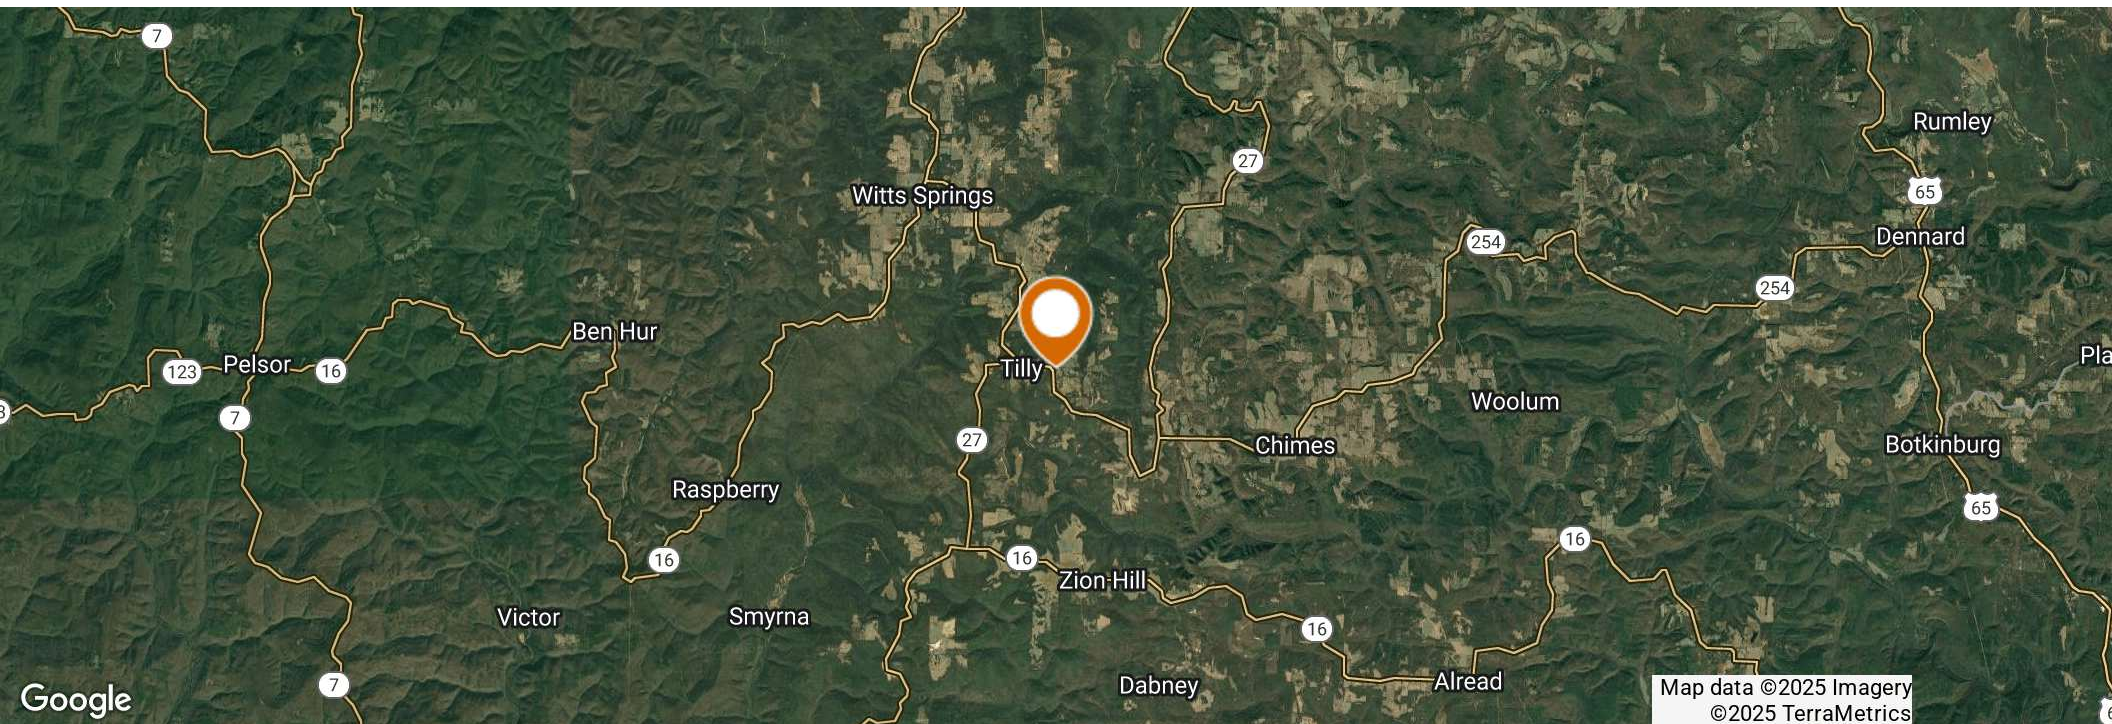 7
Rumley
27
65
Witts Springs
Dennard
254
254
Ben Hur
Pelsor
123
16
Tilly
Woolum
7
27
Chimes
Botkinburg
Raspberry
65
16
16
16
Zion Hill
Victor
Smyrna
16
Alread
Dabney
7
Google
Map data ©2025 Imagery
©2025 TerraMetrics